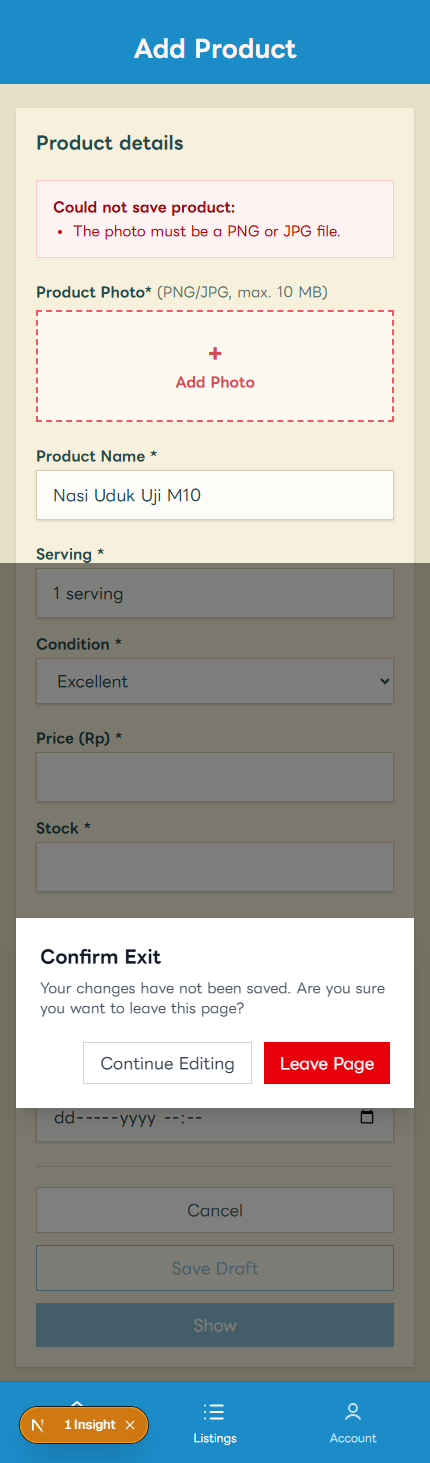 Add Product
Product details
Could not save product:
• The photo must be a PNG or JPG file.
Product Photo* (PNG/JPG, max. 10 MB)
+
Add Photo
Product Name *
Nasi Uduk Uji M10
Serving *
1 serving
Condition *
Excellent
Price (Rp) *
Stock *
Confirm Exit
Your changes have not been saved. Are you sure
you want to leave this page?
Continue Editing
Leave Page
dd-----yyyy --:--
Cancel
Save Draft
Show
N 1 Insight ×
Listings
Account